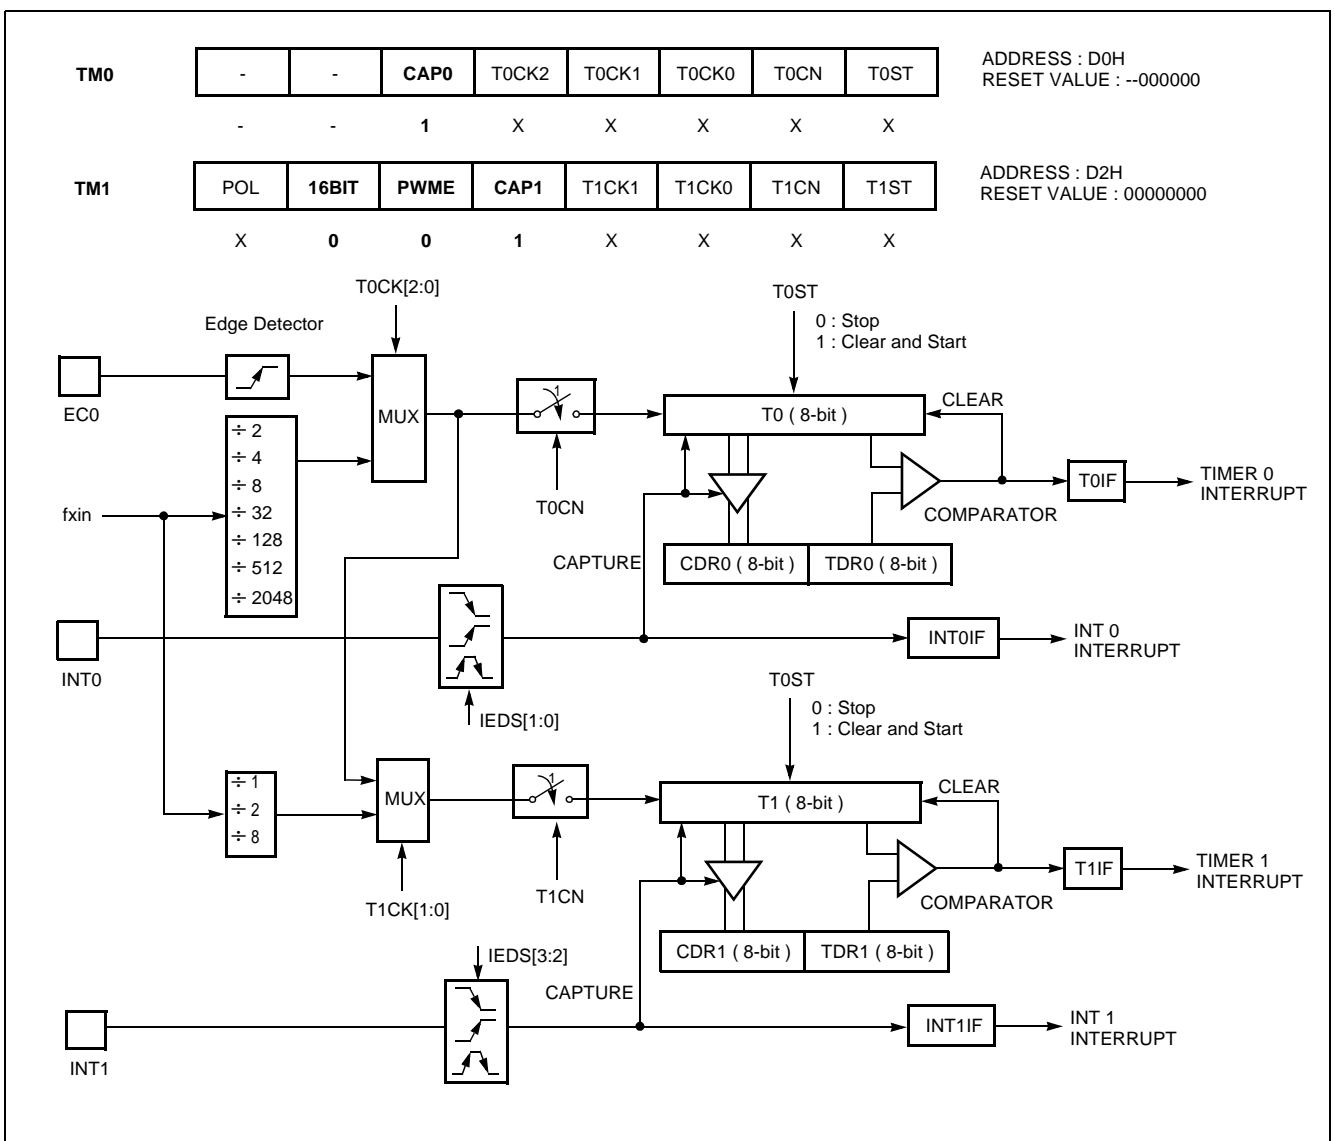 TM0 - - CAP0 T0CK2 T0CK1 T0CK0 T0CN T0ST
ADDRESS : D0H
RESET VALUE : --000000
- - 1 X X X X X
TM1 POL 16BIT PWME CAP1 T1CK1 T1CK0 T1CN T1ST
ADDRESS : D2H
RESET VALUE : 00000000
X 0 0 1 X X X X
T0CK[2:0]
T0ST
0 : Stop
1 : Clear and Start
Edge Detector
EC0
MUX
1
T0CN
T0 ( 8-bit )
CLEAR
COMPARATOR
T0IF
TIMER 0
INTERRUPT
fxin
÷ 2
÷ 4
÷ 8
÷ 32
÷ 128
÷ 512
÷ 2048
CAPTURE
CDR0 ( 8-bit )
TDR0 ( 8-bit )
INT0
IEDS[1:0]
INT0IF
INT 0
INTERRUPT
T0ST
0 : Stop
1 : Clear and Start
÷ 1
÷ 2
÷ 8
MUX
T1CK[1:0]
1
T1CN
T1 ( 8-bit )
CLEAR
COMPARATOR
T1IF
TIMER 1
INTERRUPT
CDR1 ( 8-bit )
TDR1 ( 8-bit )
IEDS[3:2]
CAPTURE
INT1
INT1IF
INT 1
INTERRUPT